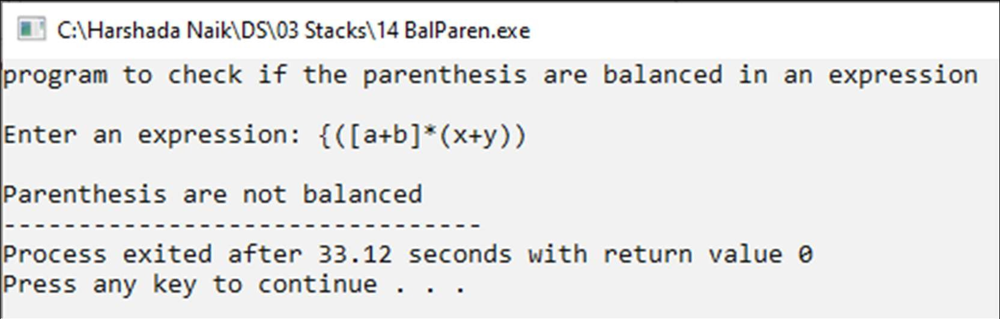 C:\Harshada Naik\DS\03 Stacks\14 BalParen.exe
program to check if the parenthesis are balanced in an expression
Enter an expression: {([a+b]*(x+y))
Parenthesis are not balanced
--------------------------------
Process exited after 33.12 seconds with return value 0
Press any key to continue . . .